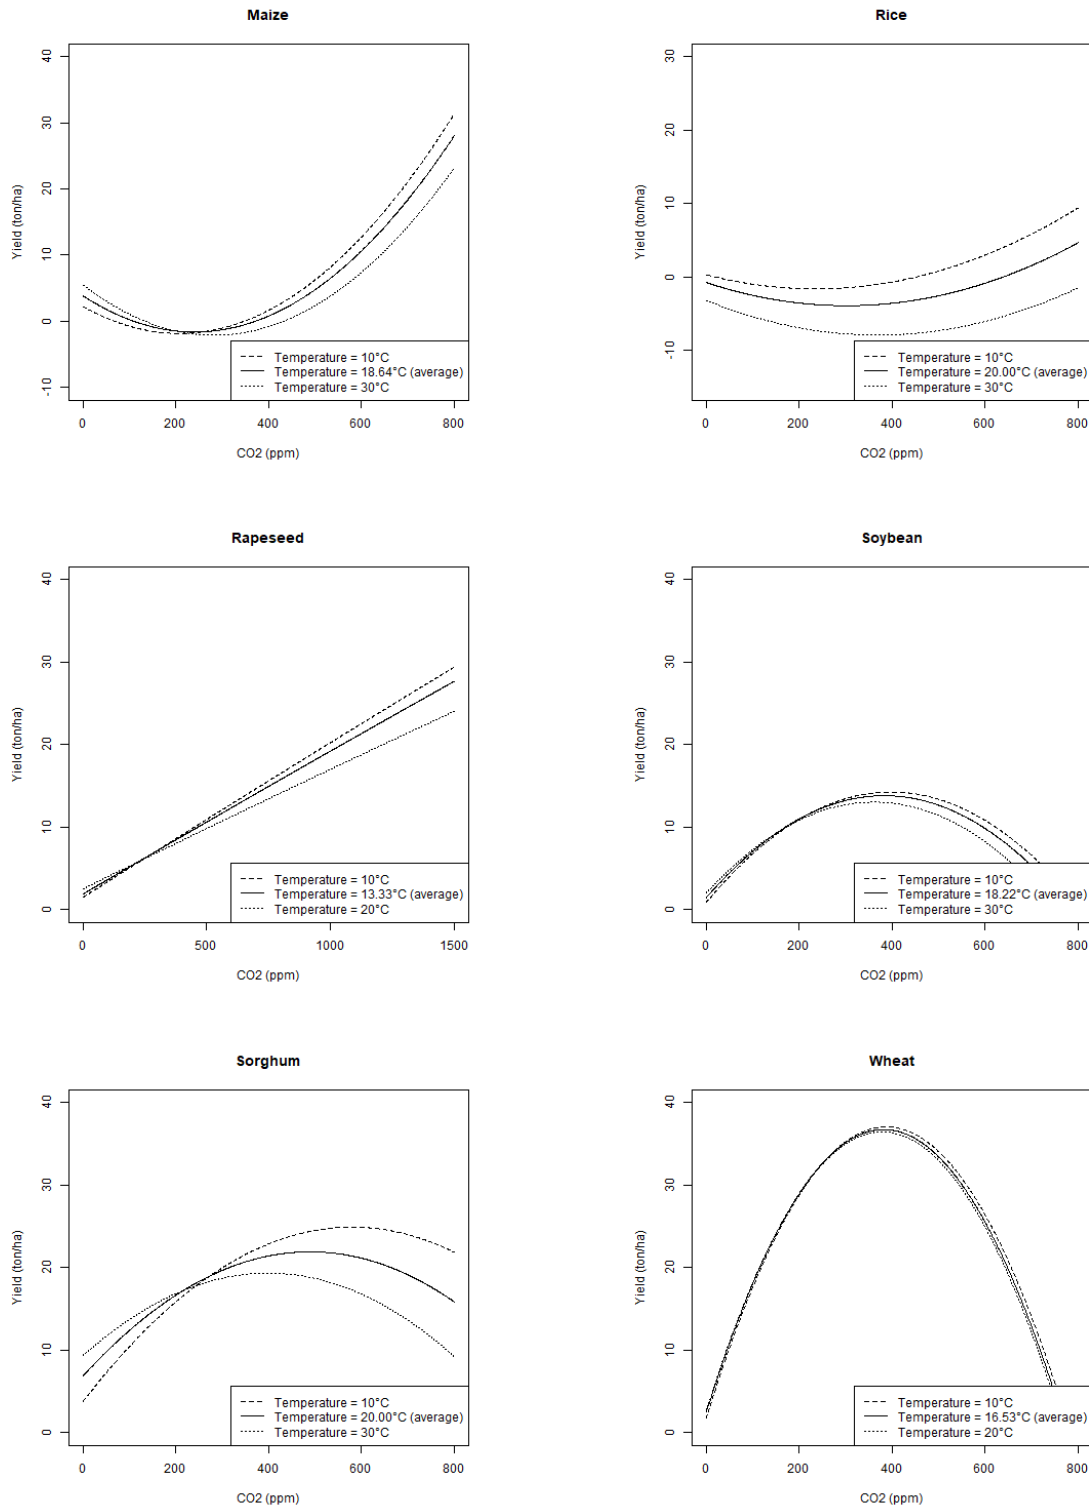 Maize
40
30
20
10
0
-10
Yield (ton/ha)
Temperature = 10°C
Temperature = 18.64°C (average)
Temperature = 30°C
0 200 400 600 800
CO2 (ppm)
Rice
30
20
10
0
-10
Yield (ton/ha)
Temperature = 10°C
Temperature = 20.00°C (average)
Temperature = 30°C
0 200 400 600 800
CO2 (ppm)
Rapeseed
40
30
20
10
0
Yield (ton/ha)
Temperature = 10°C
Temperature = 13.33°C (average)
Temperature = 20°C
0 500 1000 1500
CO2 (ppm)
Soybean
40
30
20
10
0
Yield (ton/ha)
Temperature = 10°C
Temperature = 18.22°C (average)
Temperature = 30°C
0 200 400 600 800
CO2 (ppm)
Sorghum
40
30
20
10
0
Yield (ton/ha)
Temperature = 10°C
Temperature = 20.00°C (average)
Temperature = 30°C
0 200 400 600 800
CO2 (ppm)
Wheat
40
30
20
10
0
Yield (ton/ha)
Temperature = 10°C
Temperature = 16.53°C (average)
Temperature = 20°C
0 200 400 600 800
CO2 (ppm)